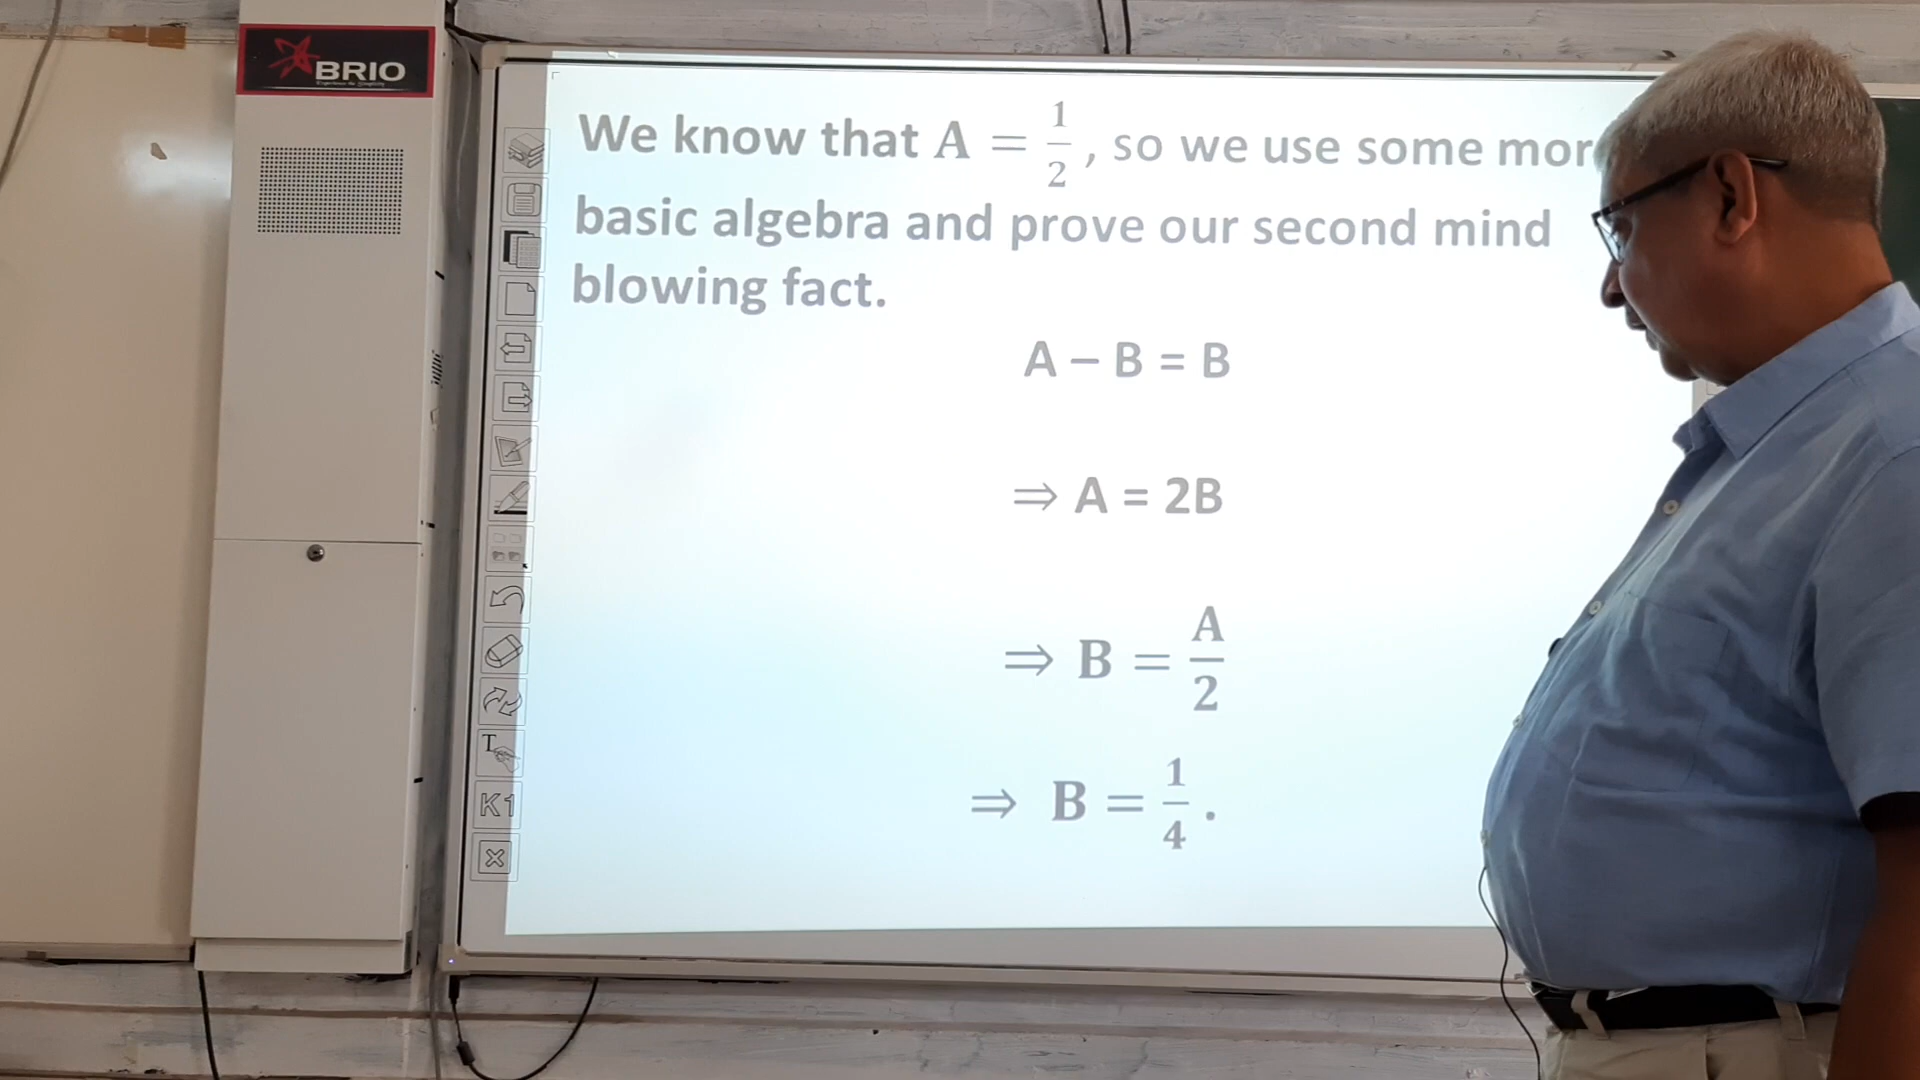 BRIO
We know that A = 1/2 , so we use some
basic algebra and prove our second mind
blowing fact.
A – B = B
⇒ A = 2B
⇒ B = A/2
⇒ B = 1/4 .
T
K1